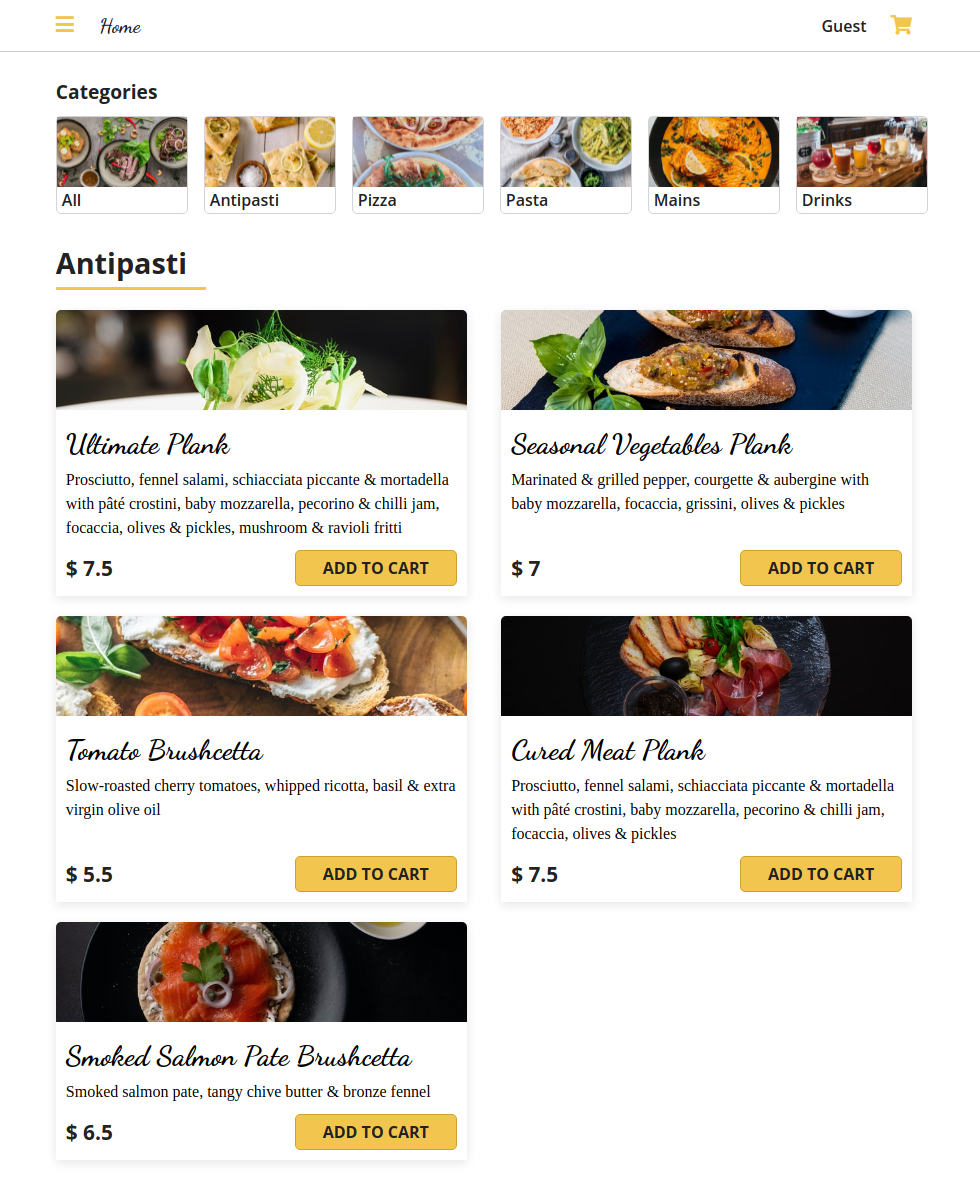 Home
Guest
Categories
All
Antipasti
Pizza
Pasta
Mains
Drinks
Antipasti
Ultimate Plank
Prosciutto, fennel salami, schiacciata piccante & mortadella
with pâté crostini, baby mozzarella, pecorino & chilli jam,
focaccia, olives & pickles, mushroom & ravioli fritti
$ 7.5
ADD TO CART
Seasonal Vegetables Plank
Marinated & grilled pepper, courgette & aubergine with
baby mozzarella, focaccia, grissini, olives & pickles
$ 7
ADD TO CART
Tomato Brushcetta
Slow-roasted cherry tomatoes, whipped ricotta, basil & extra
virgin olive oil
$ 5.5
ADD TO CART
Cured Meat Plank
Prosciutto, fennel salami, schiacciata piccante & mortadella
with pâté crostini, baby mozzarella, pecorino & chilli jam,
focaccia, olives & pickles
$ 7.5
ADD TO CART
Smoked Salmon Pate Brushcetta
Smoked salmon pate, tangy chive butter & bronze fennel
$ 6.5
ADD TO CART